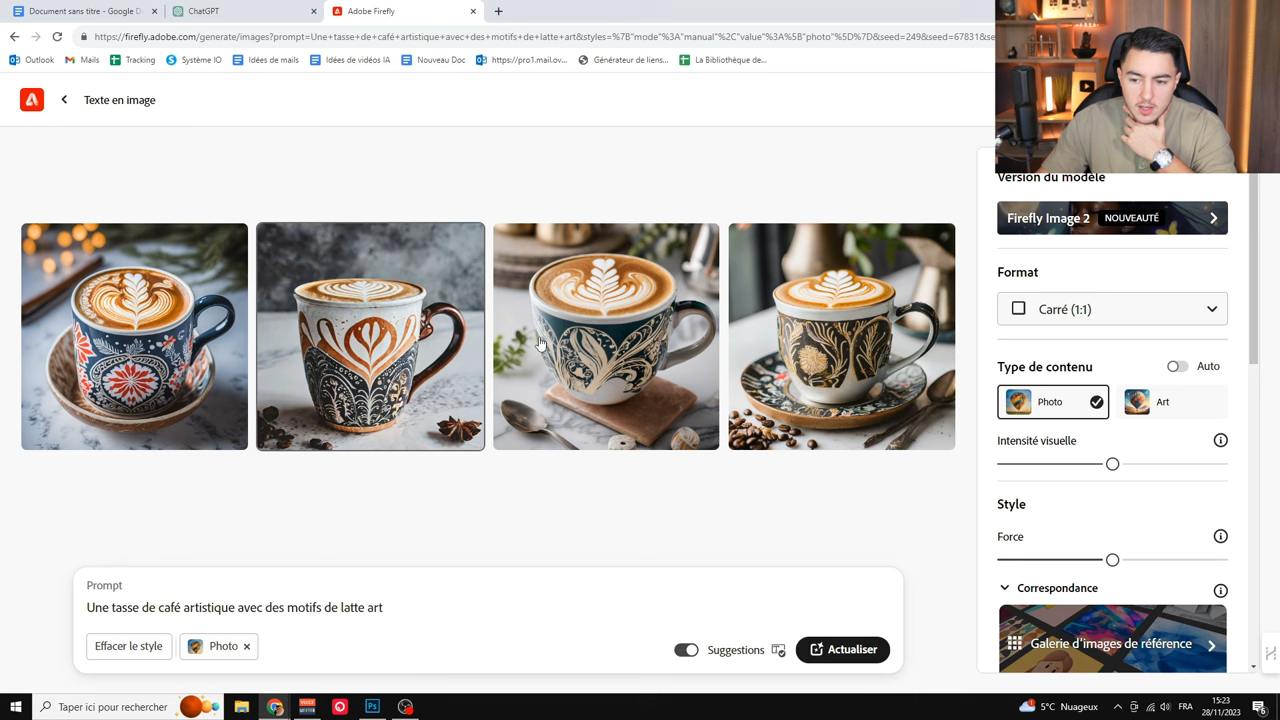 Document sans titre - Google D
ChatGPT
Adobe Firefly
https://firefly.adobe.com/generate/images?prompt=Une+tasse+de+café+artistique+avec+des+motifs+de+latte+art&styles=%7B"mode"%3A"manual"%2C"value"%3A%5B"photo"%5D%7D&seed=249&seed=67831&se
Outlook
Mails
Tracking
Système IO
Idées de mails
Idées de vidéos IA
Nouveau Doc
https://pro1.mail.ov...
Générateur de liens...
La Bibliothèque de...
Texte en image
Version du modèle
Firefly Image 2 NOUVEAUTÉ
Format
Carré (1:1)
Type de contenu
Auto
Photo
Art
Intensité visuelle
Style
Force
Correspondance
Galerie d'images de référence
Prompt
Une tasse de café artistique avec des motifs de latte art
Effacer le style
Photo
Suggestions
Actualiser
Taper ici pour rechercher
5°C Nuageux
FRA
15:23
28/11/2023
6